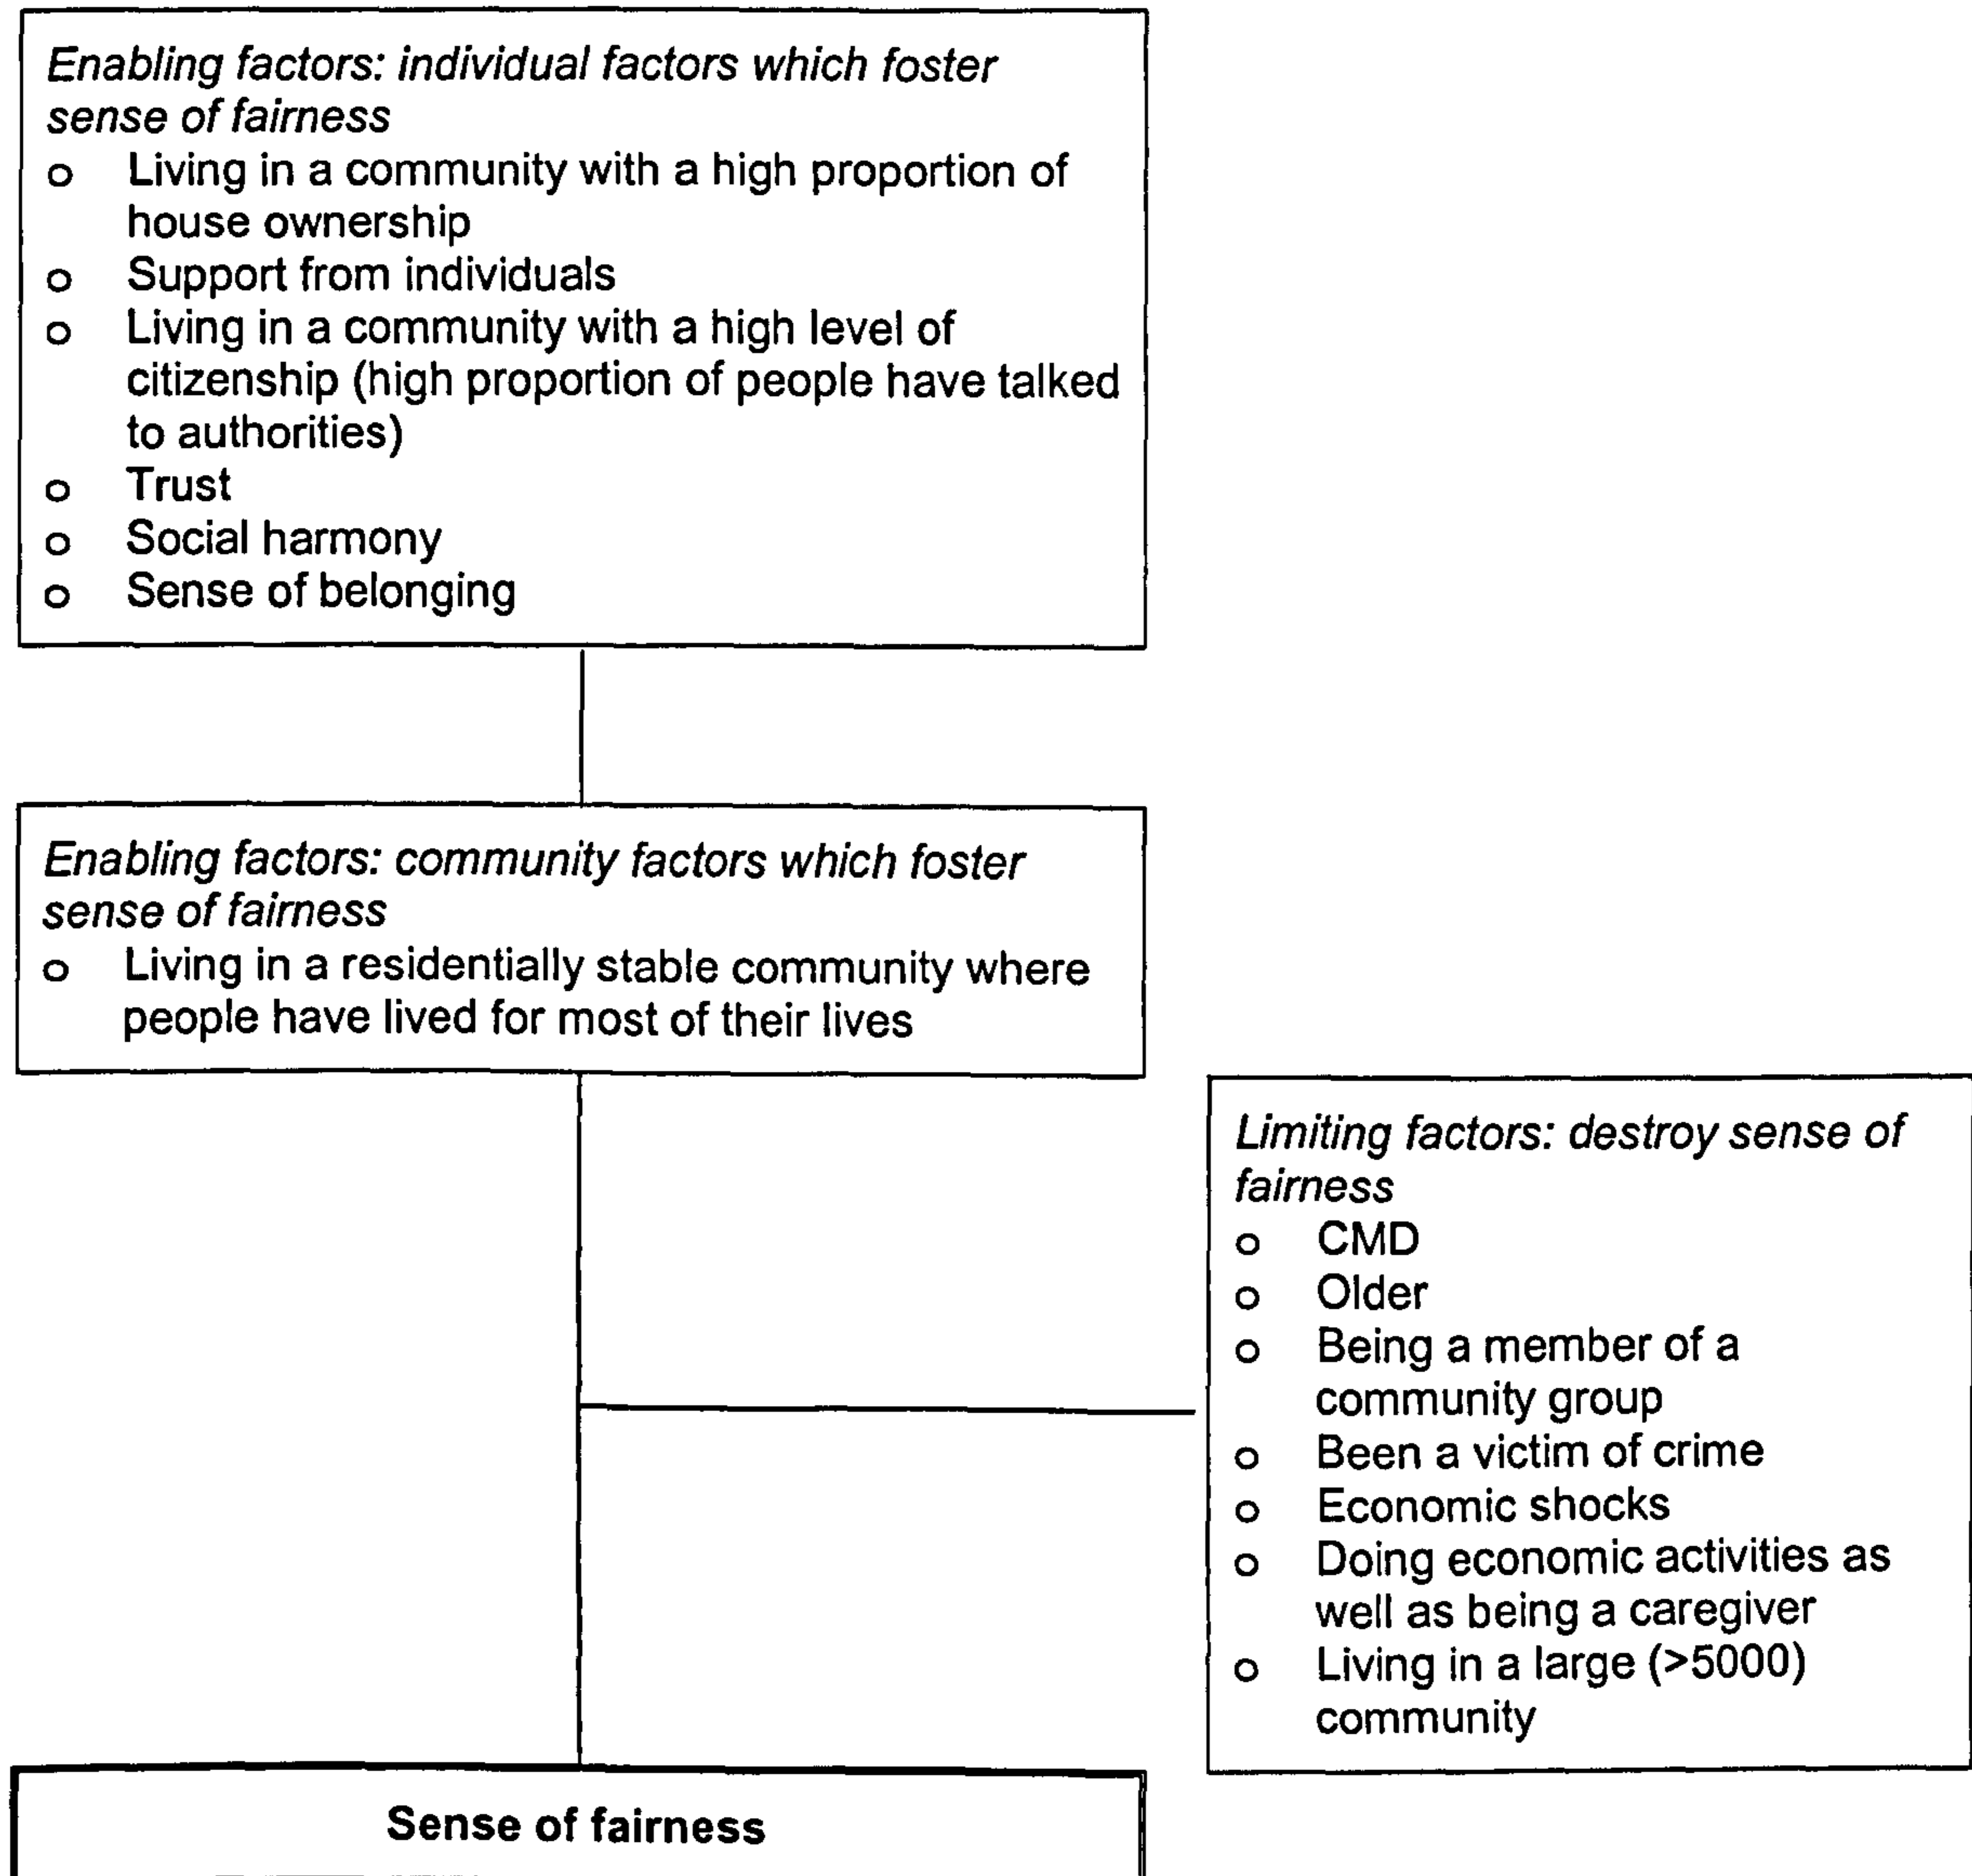 Enabling factors: individual factors which foster
sense of fairness
o Living in a community with a high proportion of
house ownership
o Support from individuals
o Living in a community with a high level of
citizenship (high proportion of people have talked
to authorities)
o Trust
o Social harmony
o Sense of belonging
Enabling factors: community factors which foster
sense of fairness
o Living in a residentially stable community where
people have lived for most of their lives
Limiting factors: destroy sense of
fairness
o CMD
o Older
o Being a member of a
community group
o Been a victim of crime
o Economic shocks
o Doing economic activities as
well as being a caregiver
o Living in a large (>5000)
community
Sense of fairness